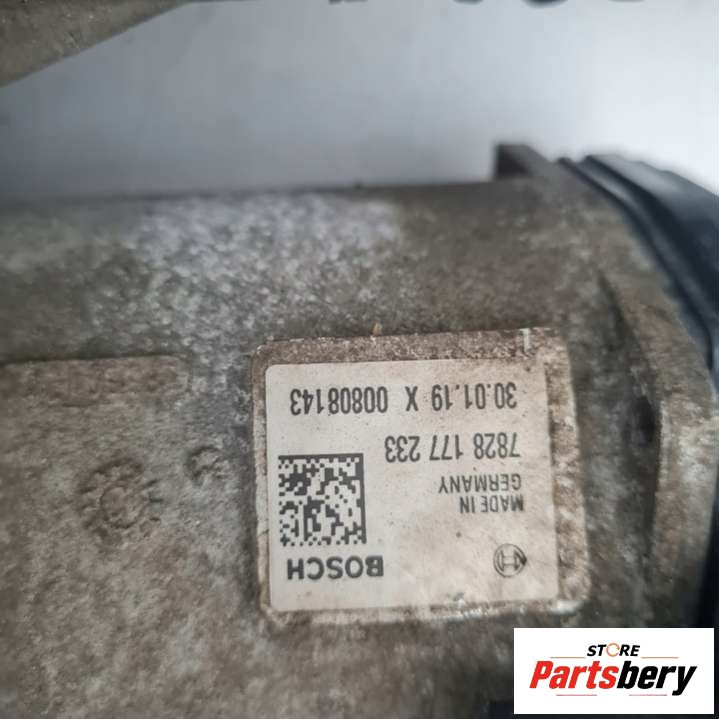 BOSCH
MADE IN
GERMANY
7828 177 233
30.01.19 X 00808143
STORE
Partsbery